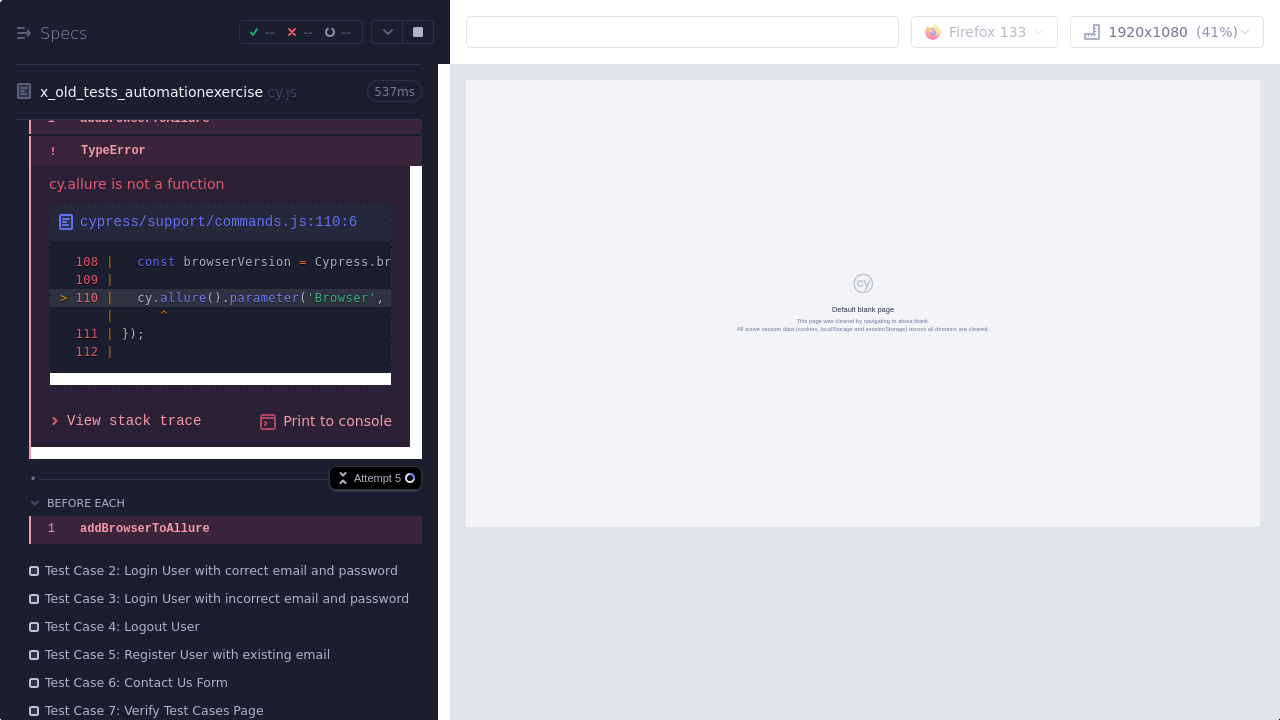 Specs
-- -- --
Firefox 133
1920x1080 (41%)
x_old_tests_automationexercise cy.js
537ms
1 addBrowserToAllure
! TypeError
cy.allure is not a function
cypress/support/commands.js:110:6
108 | const browserVersion = Cypress.br
109 |
> 110 | cy.allure().parameter('Browser',
| ^
111 | });
112 |
View stack trace
Print to console
Attempt 5
BEFORE EACH
1 addBrowserToAllure
Test Case 2: Login User with correct email and password
Test Case 3: Login User with incorrect email and password
Test Case 4: Logout User
Test Case 5: Register User with existing email
Test Case 6: Contact Us Form
Test Case 7: Verify Test Cases Page
cy
Default blank page
This page was cleared by navigating to about:blank.
All active session data (cookies, localStorage and sessionStorage) across all domains are cleared.